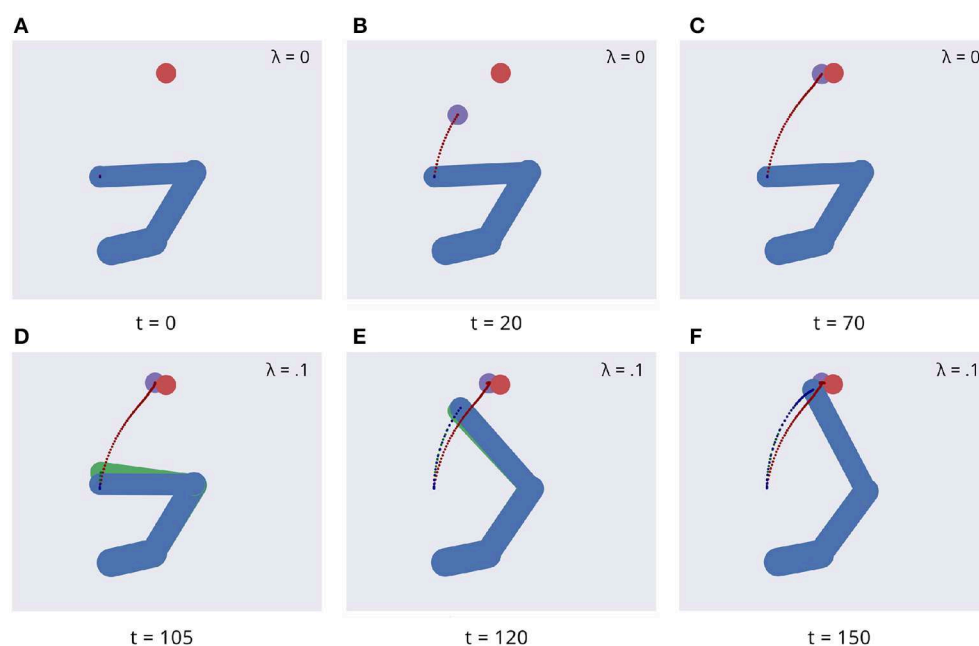 A
λ = 0
t = 0
B
λ = 0
t = 20
C
λ = 0
t = 70
D
λ = .1
t = 105
E
λ = .1
t = 120
F
λ = .1
t = 150